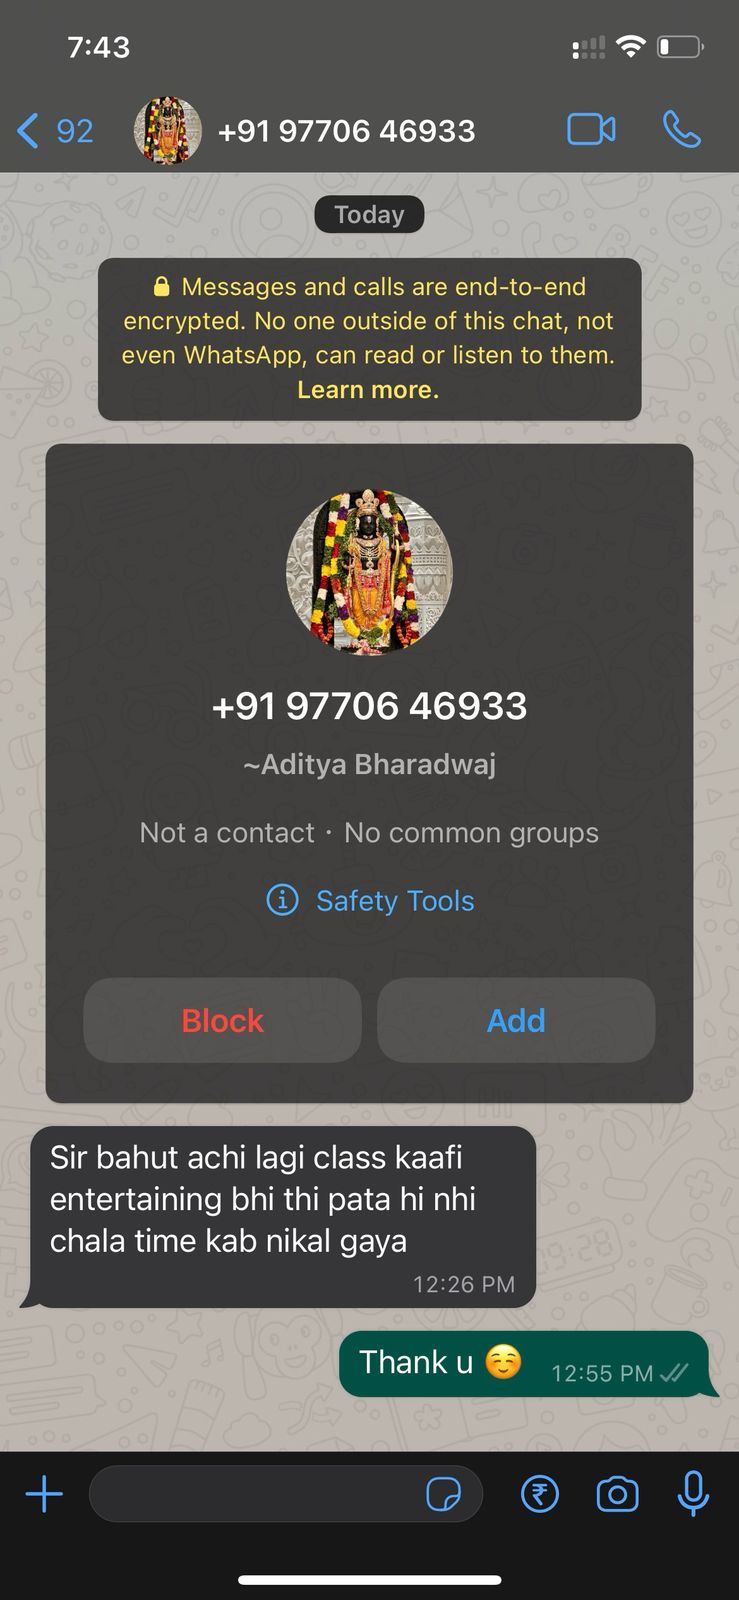 7:43
92
+91 97706 46933
Today
Messages and calls are end-to-end
encrypted. No one outside of this chat, not
even WhatsApp, can read or listen to them.
Learn more.
+91 97706 46933
~Aditya Bharadwaj
Not a contact · No common groups
Safety Tools
Block
Add
Sir bahut achi lagi class kaafi
entertaining bhi thi pata hi nhi
chala time kab nikal gaya
12:26 PM
Thank u ☺️ 12:55 PM